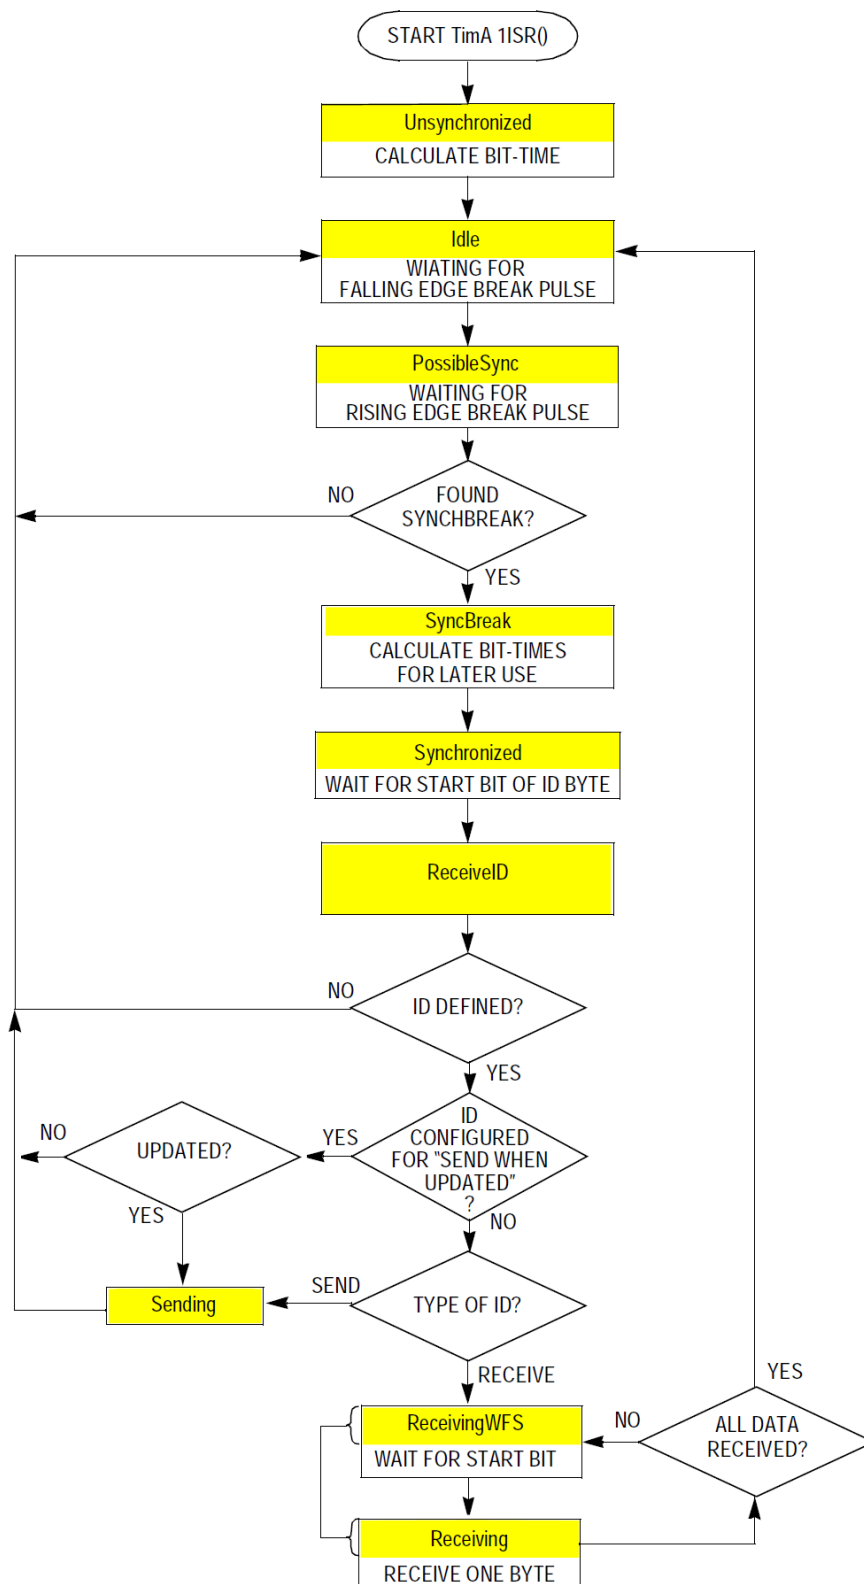 START TimA 1ISR()
Unsynchronized
CALCULATE BIT-TIME
Idle
WIATING FOR
FALLING EDGE BREAK PULSE
PossibleSync
WAITING FOR
RISING EDGE BREAK PULSE
NO
FOUND
SYNCHBREAK?
YES
SyncBreak
CALCULATE BIT-TIMES
FOR LATER USE
Synchronized
WAIT FOR START BIT OF ID BYTE
ReceiveID
NO
ID DEFINED?
YES
NO
UPDATED?
YES
YES
ID
CONFIGURED
FOR "SEND WHEN
UPDATED"
?
NO
Sending
SEND
TYPE OF ID?
RECEIVE
ReceivingWFS
WAIT FOR START BIT
NO
ALL DATA
RECEIVED?
YES
Receiving
RECEIVE ONE BYTE